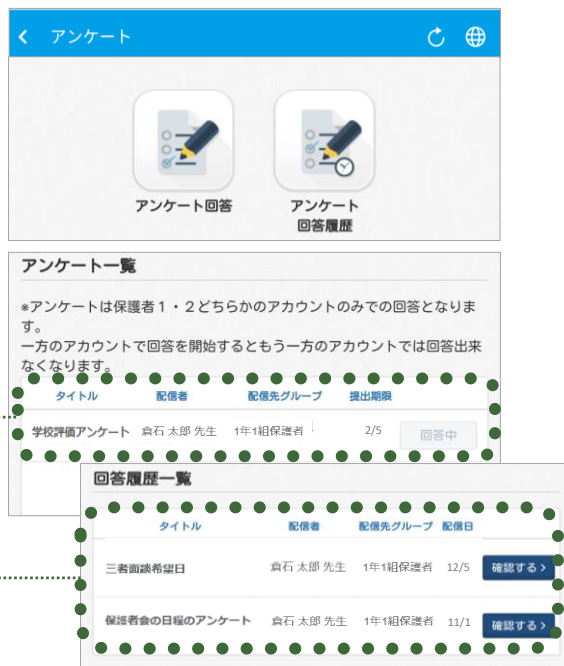 アンケート
アンケート回答
アンケート
回答履歴
アンケート一覧
※アンケートは保護者1・2どちらかのアカウントのみでの回答となりま
す。
一方のアカウントで回答を開始するともう一方のアカウントでは回答出来
なくなります。
タイトル 配信者 配信先グループ 提出期限
学校評価アンケート 倉石 太郎 先生 1年1組保護者 2/5 回答中
回答履歴一覧
タイトル 配信者 配信先グループ 配信日
三者面談希望日 倉石 太郎 先生 1年1組保護者 12/5 確認する >
保護者会の日程のアンケート 倉石 太郎 先生 1年1組保護者 11/1 確認する >